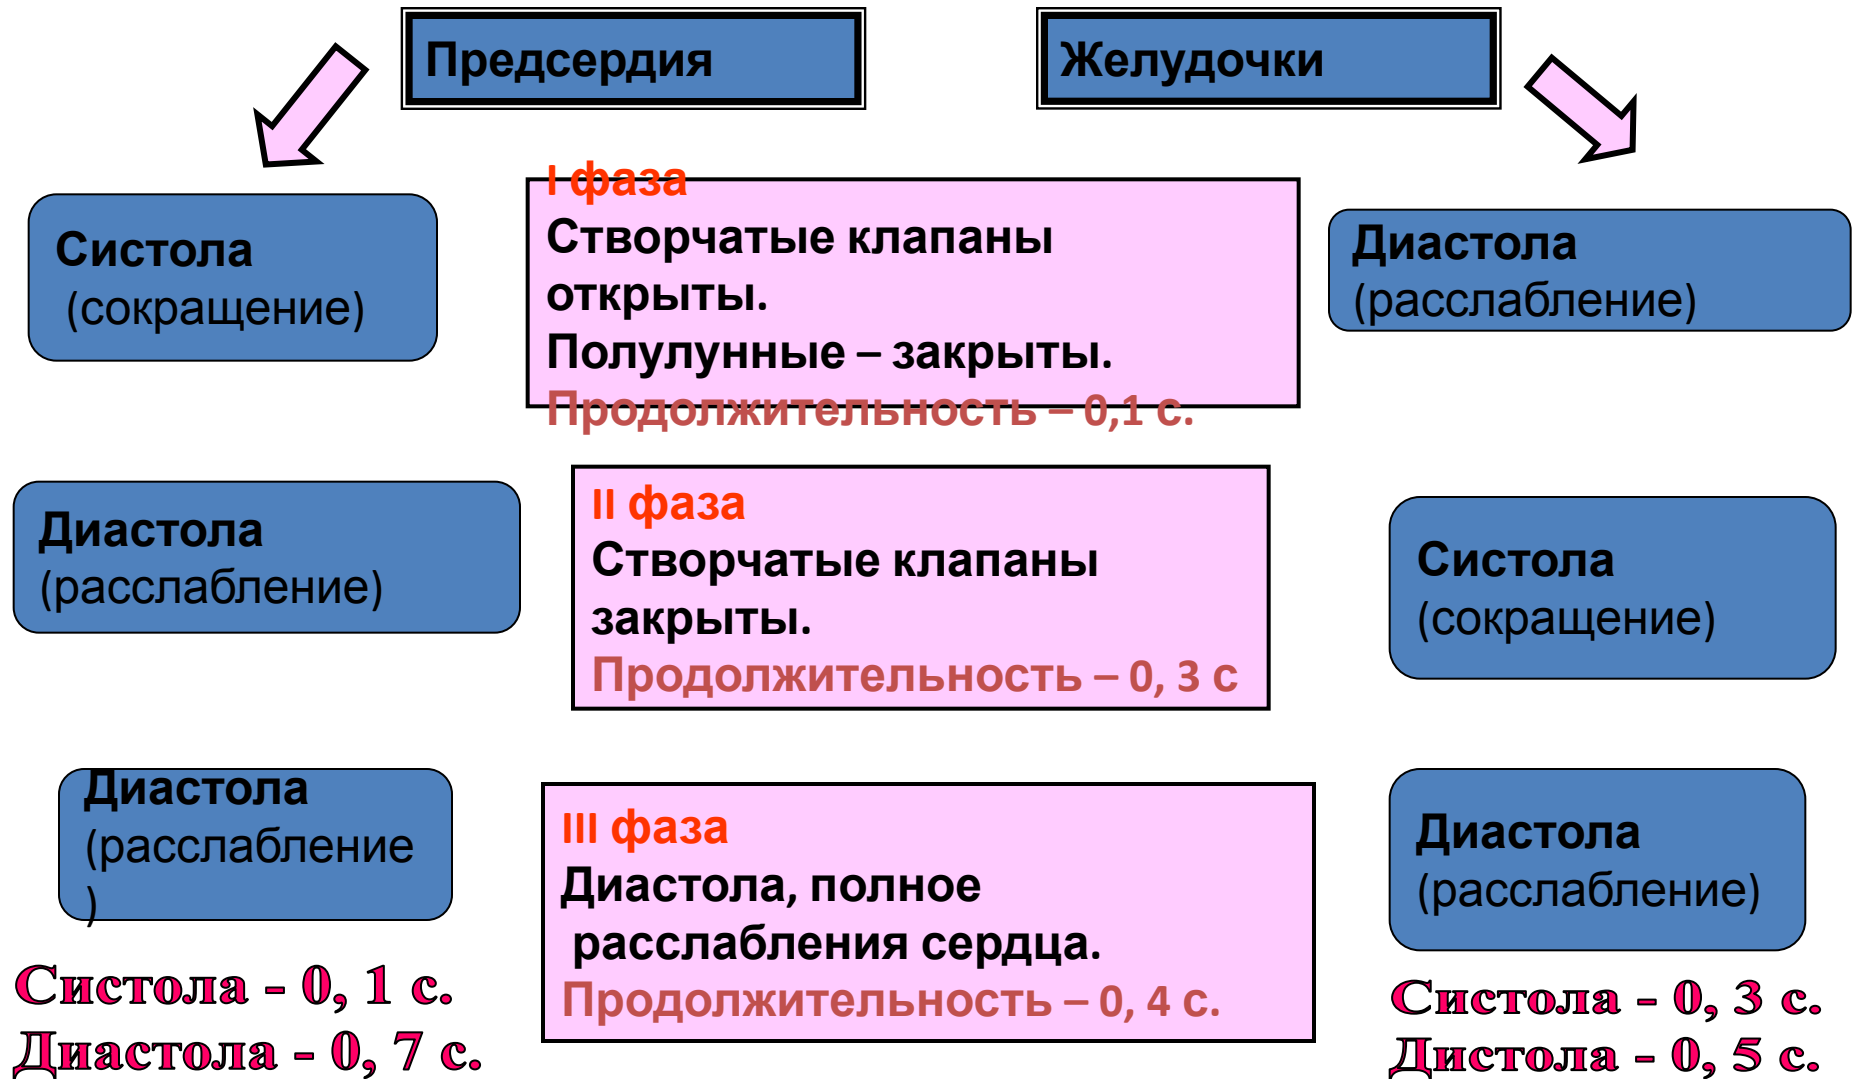 Предсердия
Желудочки
Систола
(сокращение)
I фаза
Створчатые клапаны
открыты.
Полулунные – закрыты.
Продолжительность – 0,1 с.
Диастола
(расслабление)
Диастола
(расслабление)
II фаза
Створчатые клапаны
закрыты.
Продолжительность – 0, 3 с
Систола
(сокращение)
Диастола
(расслабление
)
III фаза
Диастола, полное
расслабления сердца.
Продолжительность – 0, 4 с.
Диастола
(расслабление)
Систола - 0, 1 с.
Диастола - 0, 7 с.
Систола - 0, 3 с.
Дистола - 0, 5 с.